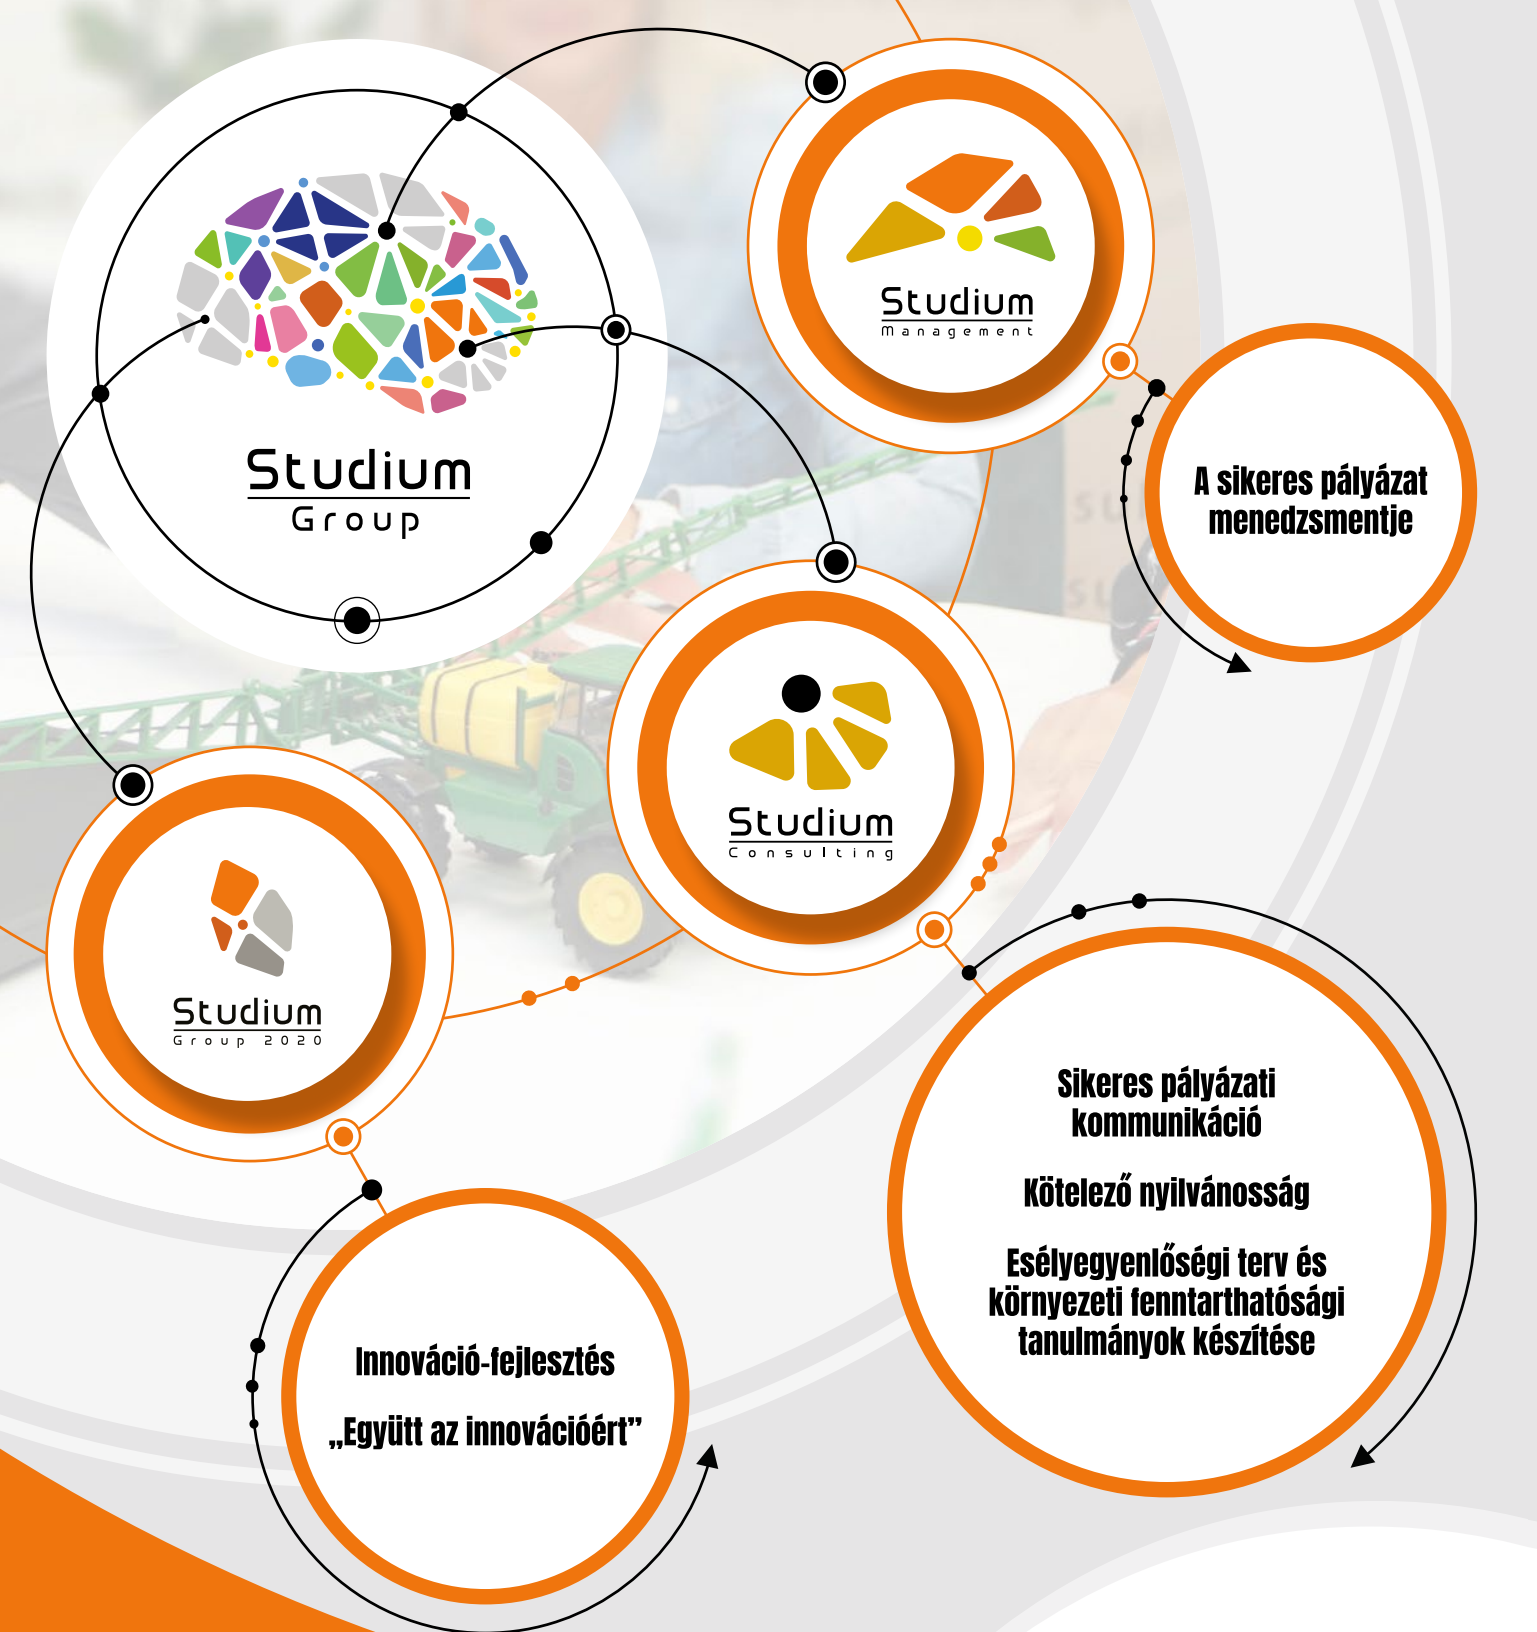 Studium
Group
Studium
Management
A sikeres pályázat
menedzsmentje
Studium
Consulting
Studium
Group 2020
Sikeres pályázati
kommunikáció
Kötelező nyilvánosság
Esélyegyenlőségi terv és
környezeti fenntarthatósági
tanulmányok készítése
Innováció-fejlesztés
„Együtt az innovációért”